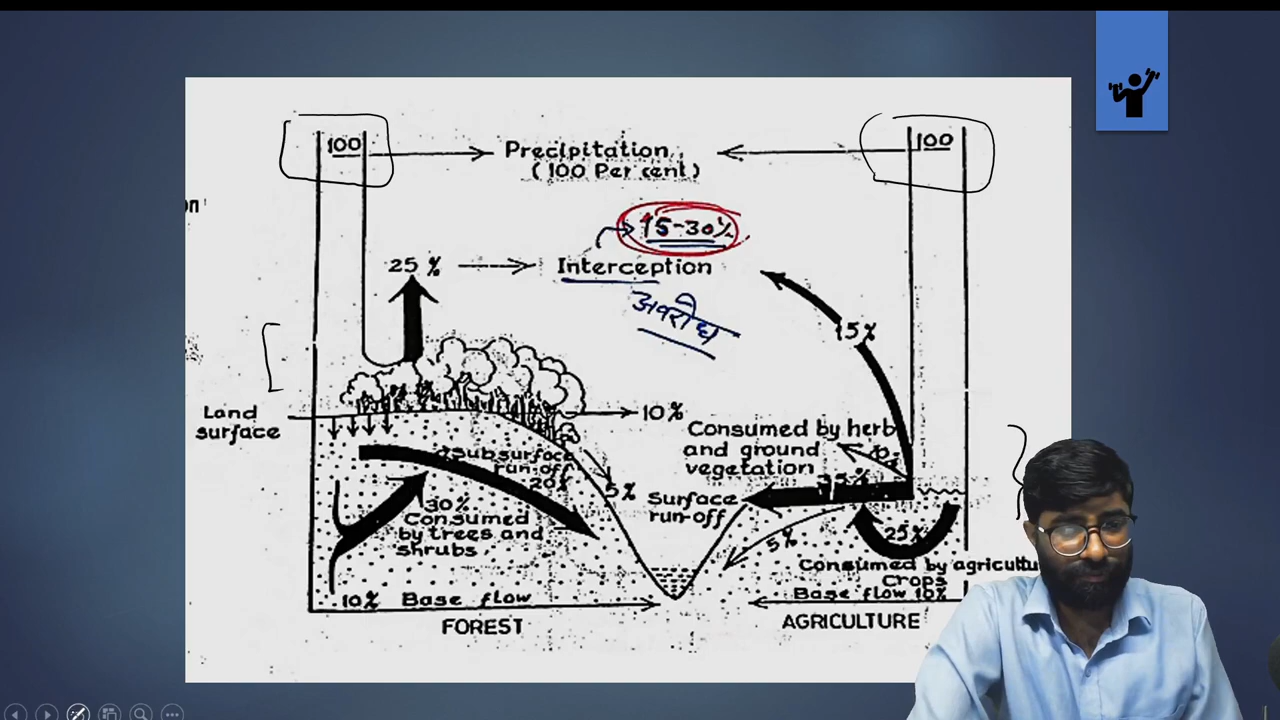 100
Precipitation
(100 Per cent)
100
15-30%
25 %
Interception
अवरोध
15%
Land
surface
10%
Consumed by herb
and ground
vegetation
Subsurface
run-off
20%
5%
35%
Surface
run-off
30%
Consumed
by trees and
shrubs
5%
25%
Consumed by agricultu
Crops
10% Base flow
Base flow 10%
FOREST
AGRICULTURE